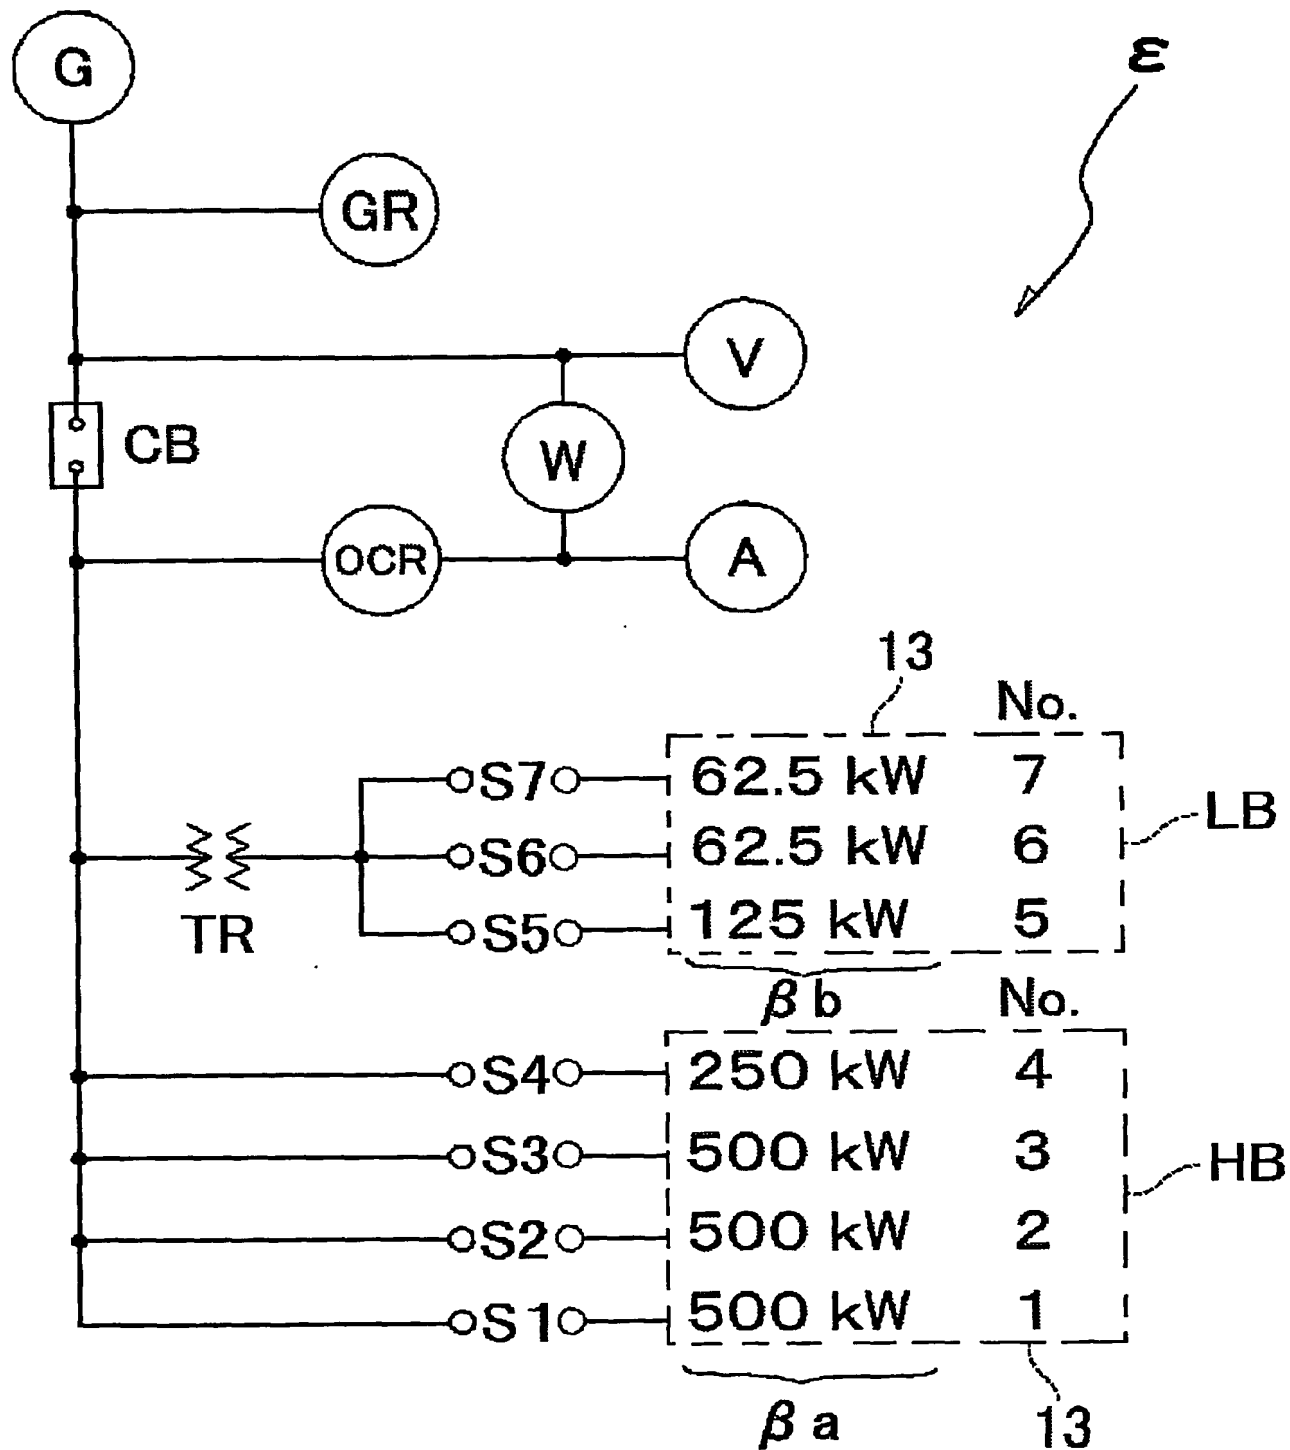 G
ε
GR
V
CB
W
OCR
A
13
No.
S7 62.5 kW 7
LB
S6 62.5 kW 6
TR
S5 125 kW 5
β b
No.
S4 250 kW 4
S3 500 kW 3
HB
S2 500 kW 2
S1 500 kW 1
β a
13